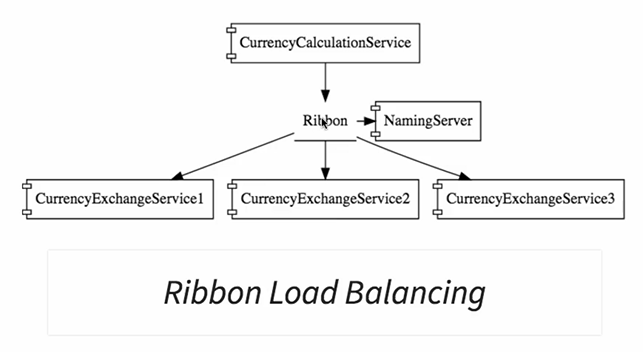 CurrencyCalculationService
Ribbon
NamingServer
CurrencyExchangeService1
CurrencyExchangeService2
CurrencyExchangeService3
Ribbon Load Balancing